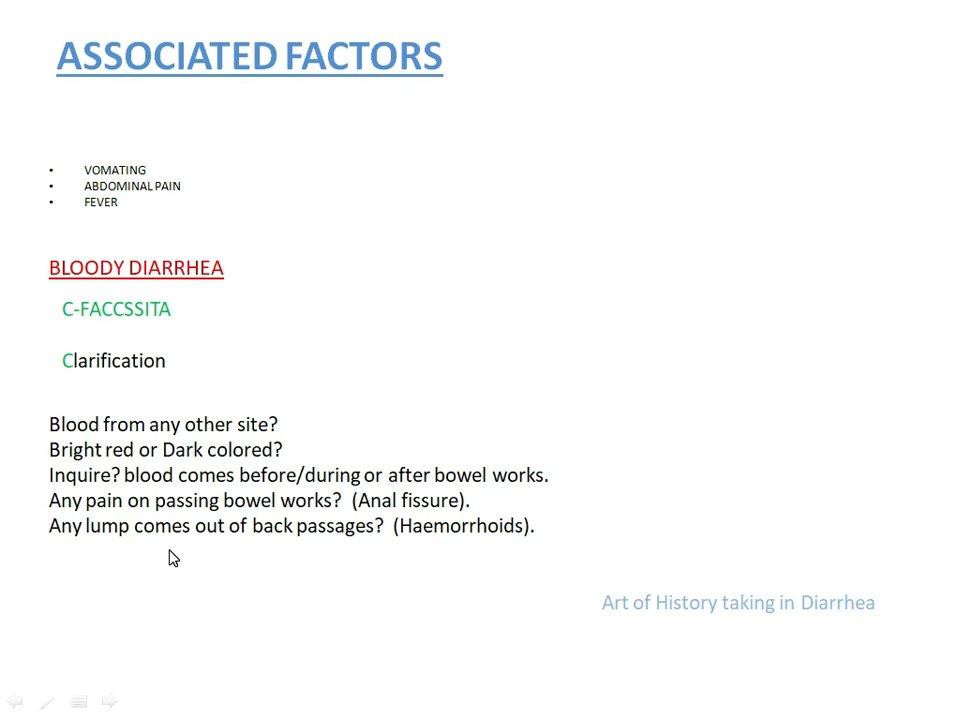 ASSOCIATED FACTORS
• VOMATING
• ABDOMINAL PAIN
• FEVER
BLOODY DIARRHEA
C-FACCSSITA
Clarification
Blood from any other site?
Bright red or Dark colored?
Inquire? blood comes before/during or after bowel works.
Any pain on passing bowel works? (Anal fissure).
Any lump comes out of back passages? (Haemorrhoids).
Art of History taking in Diarrhea